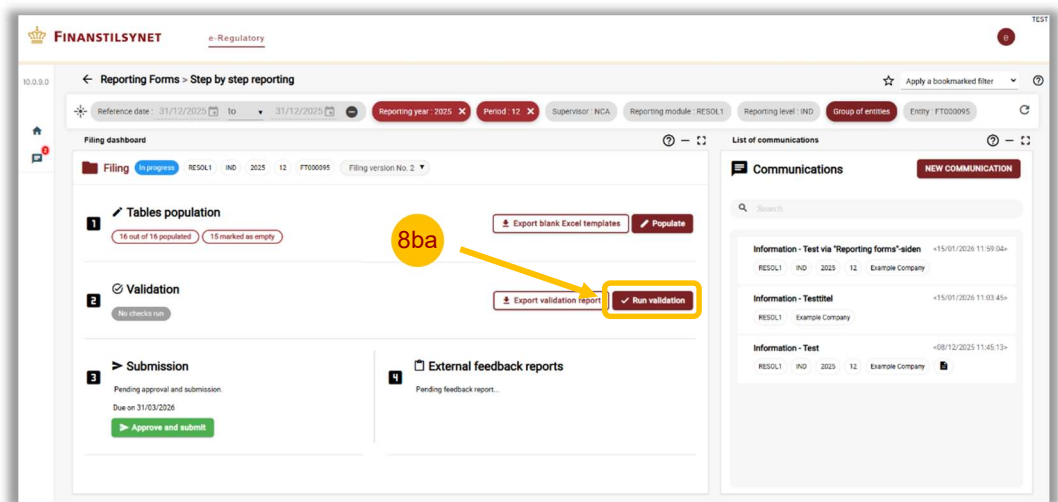 TEST
FINANSTILSYNET
e-Regulatory
e
10.0.9.0
← Reporting Forms > Step by step reporting
Apply a bookmarked filter
Reference date : 31/12/2025 to 31/12/2025
Reporting year : 2025 X
Period : 12 X
Supervisor : NCA
Reporting module : RESOL1
Reporting level : IND
Group of entities
Entity : FT000095
2
Filing dashboard
Filing In progress RESOL1 IND 2025 12 FT000095 Filing version No. 2
1 Tables population
16 out of 16 populated 15 marked as empty
Export blank Excel templates
Populate
8ba
2 Validation
No checks run
Export validation report
Run validation
3 Submission
Pending approval and submission.
Due on 31/03/2026
Approve and submit
4 External feedback reports
Pending feedback report...
List of communications
Communications
NEW COMMUNICATION
Search
Information - Test via "Reporting forms"-siden «15/01/2026 11:59:04»
RESOL1 IND 2025 12 Example Company
Information - Testtitel «15/01/2026 11:03:45»
RESOL1 Example Company
Information - Test «08/12/2025 11:45:13»
RESOL1 IND 2025 12 Example Company